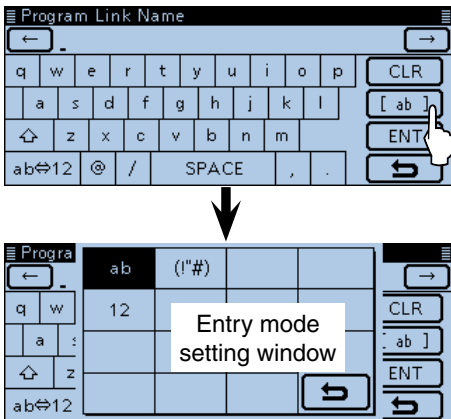 Program Link Name
← _ →
q w e r t y u i o p CLR
a s d f g h j k l [ ab ]
z x c v b n m ENT
ab⇔12 @ / SPACE , .
Progra
← _ ab (!"#) →
q w 12 CLR
Entry mode
setting window
a [ ab ]
z ENT
ab⇔12